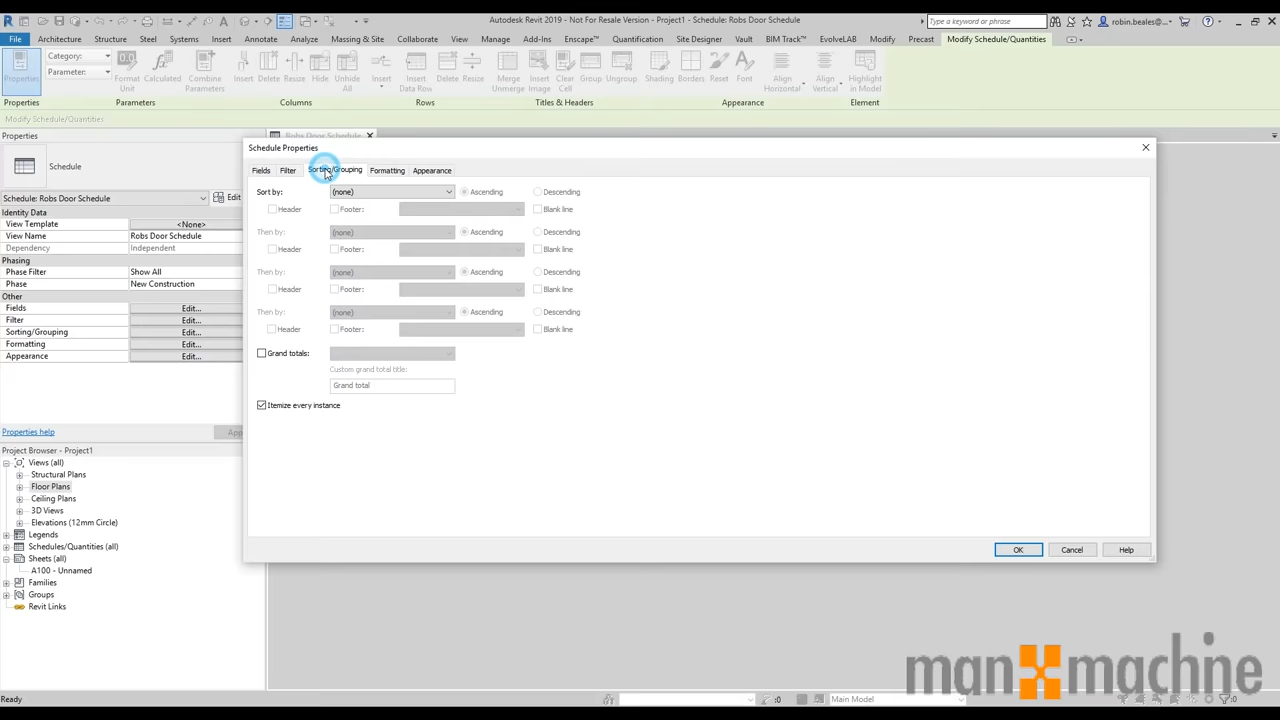 Autodesk Revit 2019 - Not For Resale Version - Project1 - Schedule: Robs Door Schedule
Type a keyword or phrase
robin.beales@...
File Architecture Structure Steel Systems Insert Annotate Analyze Massing & Site Collaborate View Manage Add-Ins Enscape™ Quantification Site Designer Vault BIM Track™ EvolveLAB Modify Precast Modify Schedule/Quantities
Category:
Parameter:
Properties
Format Unit
Calculated
Combine Parameters
Insert
Delete
Resize
Hide
Unhide All
Insert
Insert Data Row
Delete
Resize
Merge Unmerge
Insert Image
Clear Cell
Group
Ungroup
Shading
Borders
Reset
Font
Align Horizontal
Align Vertical
Highlight in Model
Properties Parameters Columns Rows Titles & Headers Appearance Element
Modify Schedule/Quantities
Properties
Robs Door Schedule
Schedule
Schedule: Robs Door Schedule
Edit
Identity Data
View Template <None>
View Name Robs Door Schedule
Dependency Independent
Phasing
Phase Filter Show All
Phase New Construction
Other
Fields Edit...
Filter Edit...
Sorting/Grouping Edit...
Formatting Edit...
Appearance Edit...
Properties help
App
Project Browser - Project1
Views (all)
Structural Plans
Floor Plans
Ceiling Plans
3D Views
Elevations (12mm Circle)
Legends
Schedules/Quantities (all)
Sheets (all)
A100 - Unnamed
Families
Groups
Revit Links
Schedule Properties
Fields Filter Sorting/Grouping Formatting Appearance
Sort by: (none) Ascending Descending
Header Footer: Blank line
Then by: (none) Ascending Descending
Header Footer: Blank line
Then by: (none) Ascending Descending
Header Footer: Blank line
Then by: (none) Ascending Descending
Header Footer: Blank line
Grand totals:
Custom grand total title:
Grand total
Itemize every instance
OK Cancel Help
man machine
Ready
:0
Main Model
:0